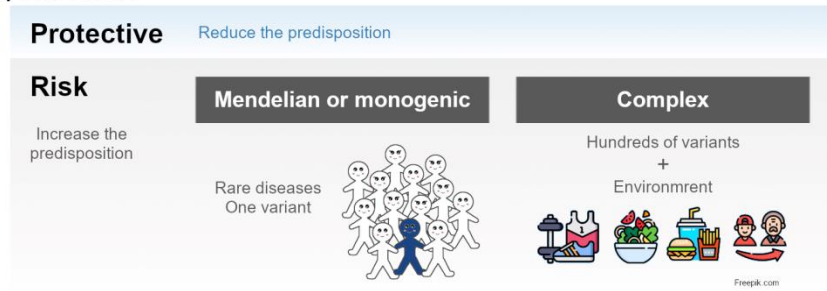 Protective
Reduce the predisposition
Risk
Increase the
predisposition
Mendelian or monogenic
Rare diseases
One variant
Complex
Hundreds of variants
+
Environmrent
1
Freepik.com